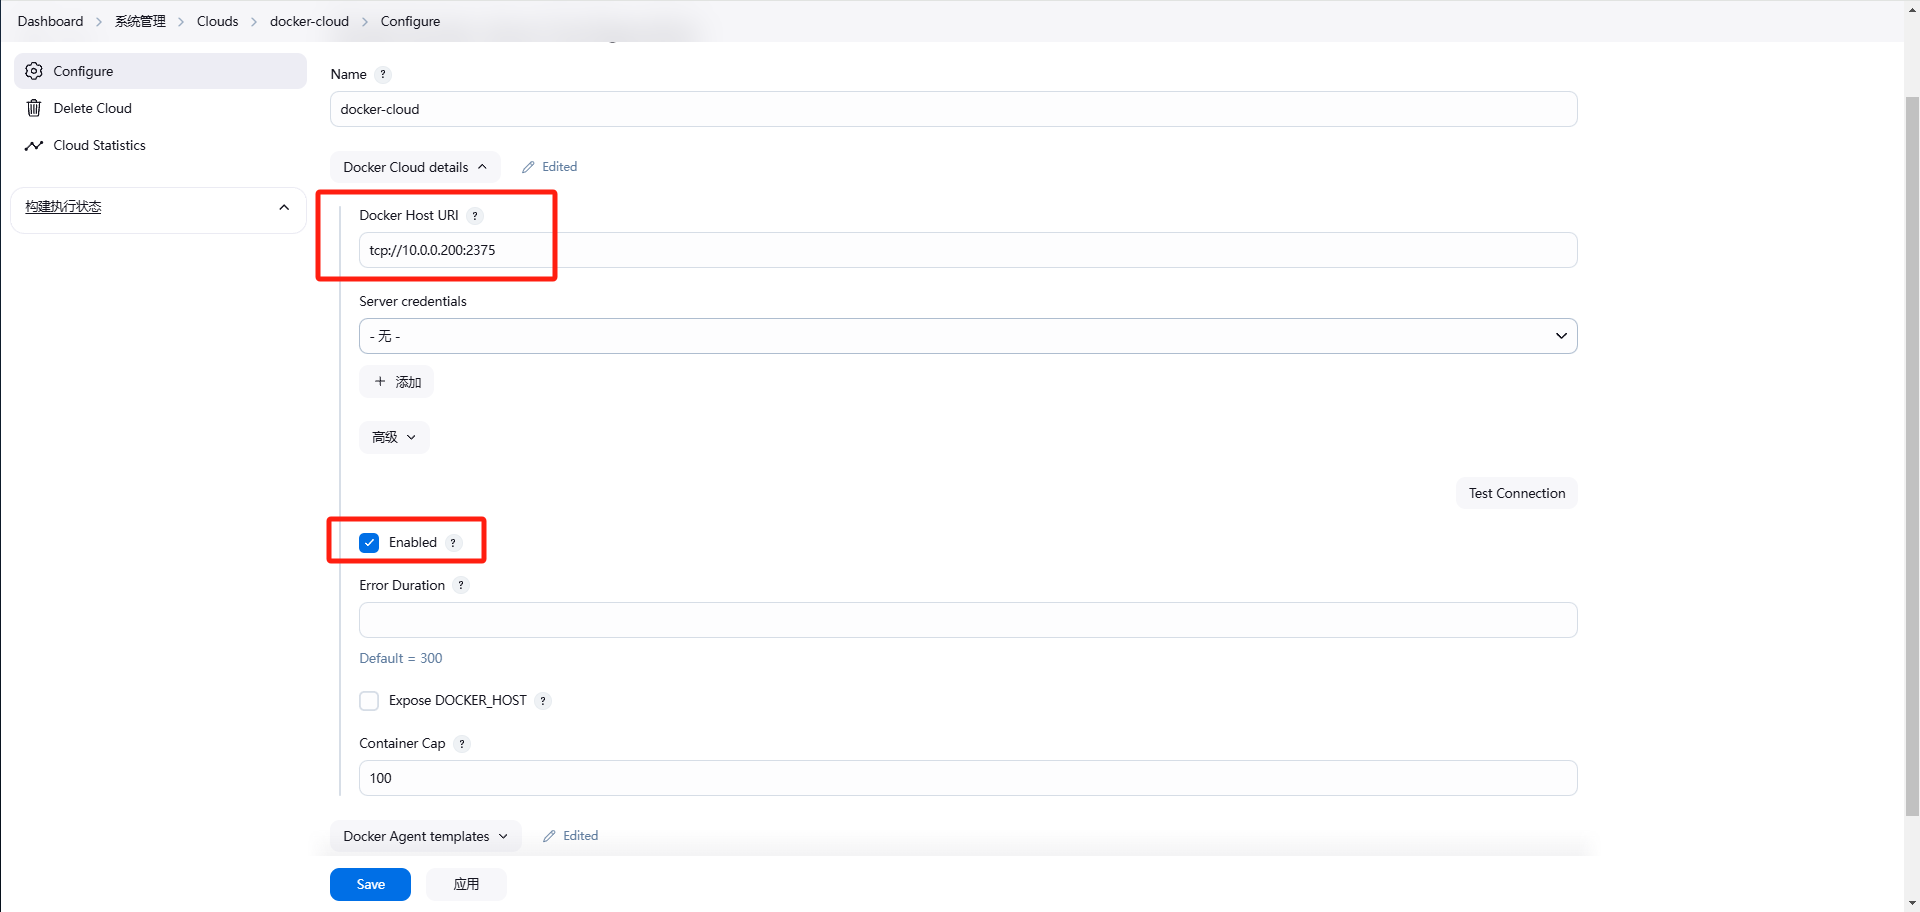 Dashboard > 系统管理 > Clouds > docker-cloud > Configure
Configure
Delete Cloud
Cloud Statistics
构建执行状态
Name ?
docker-cloud
Docker Cloud details
Edited
Docker Host URI ?
tcp://10.0.0.200:2375
Server credentials
- 无 -
+ 添加
高级
Test Connection
Enabled ?
Error Duration ?
Default = 300
Expose DOCKER_HOST ?
Container Cap ?
100
Docker Agent templates
Edited
Save
应用